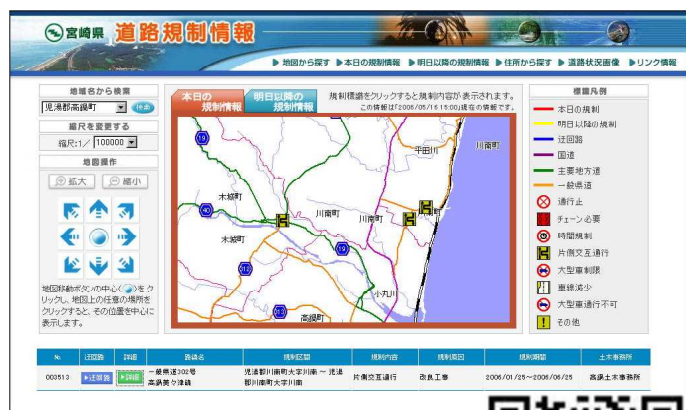 宮崎県 道路規制情報
▶ 地図から探す ▶ 本日の規制情報 ▶ 明日以降の規制情報 ▶ 住所から探す ▶ 道路状況画像 ▶ リンク情報
地域名から検索
児湯郡高鍋町 検索
縮尺を変更する
縮尺:1／ 100000
地図操作
拡大 縮小
地図移動ボタンの中心( )をク
リックし、地図上の任意の場所を
クリックすると、その位置を中心に
表示します。
本日の
規制情報
明日以降の
規制情報
規制標識をクリックすると規制内容が表示されます。
この情報は「2006/05/16 15:00」現在の情報です。
19
平田川
川南町
木城町
40
川南町
川南町
木城町
19
312
小丸川
313
高鍋町
標識凡例
本日の規制
明日以降の規制
迂回路
国道
主要地方道
一般県道
通行止
チェーン必要
時間規制
片側交互通行
大型車制限
車線減少
大型車通行不可
その他
No. 迂回路 詳細 路線名 規制区間 規制内容 規制原因 規制期間 土木事務所
003513 ▶迂回路 ▶詳細 一般県道302号 児湯郡川南町大字川南 ～ 児湯 片側交互通行 改良工事 2006/01/25～2006/06/25 高鍋土木事務所
高鍋美々津線 郡川南町大字川南